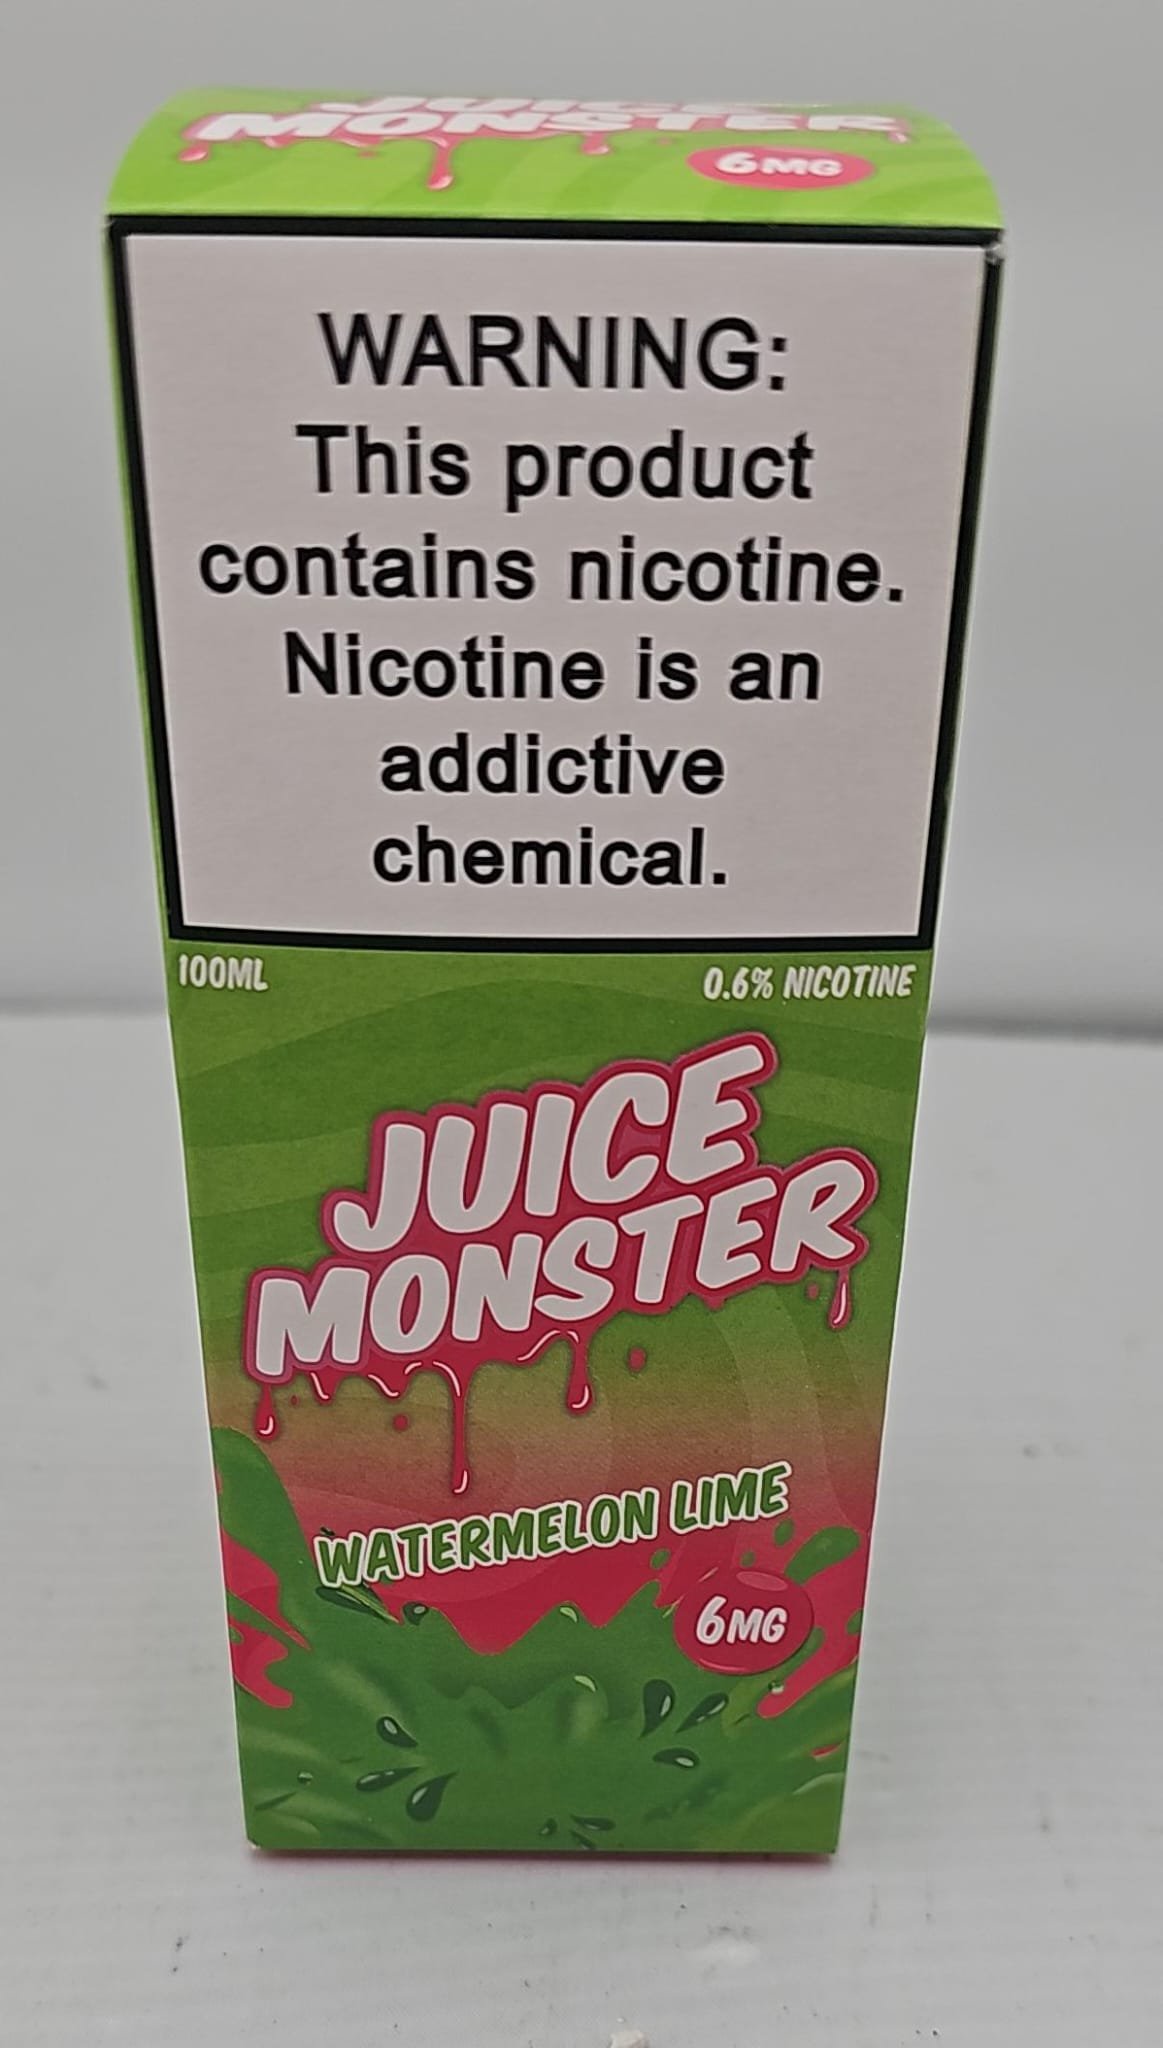 JUICE
MONSTER
6MG
WARNING:
This product
contains nicotine.
Nicotine is an
addictive
chemical.
100ML
0.6% NICOTINE
JUICE
MONSTER
WATERMELON LIME
6MG